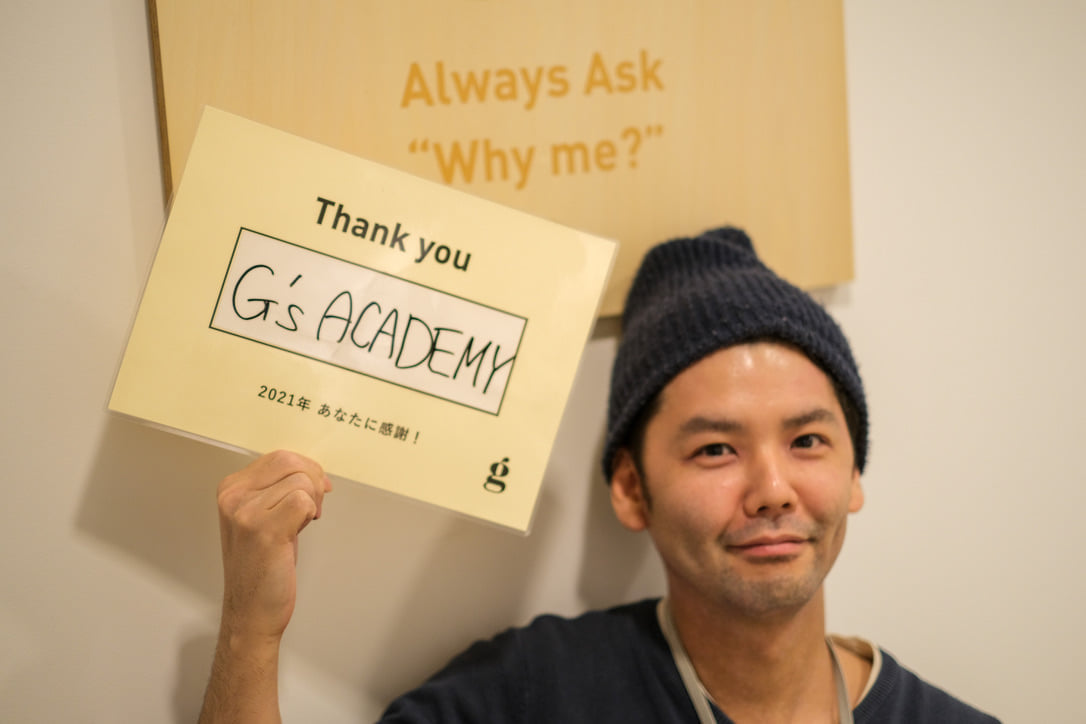 Always Ask
“Why me?”
Thank you
G's ACADEMY
2021年 あなたに感謝！
g